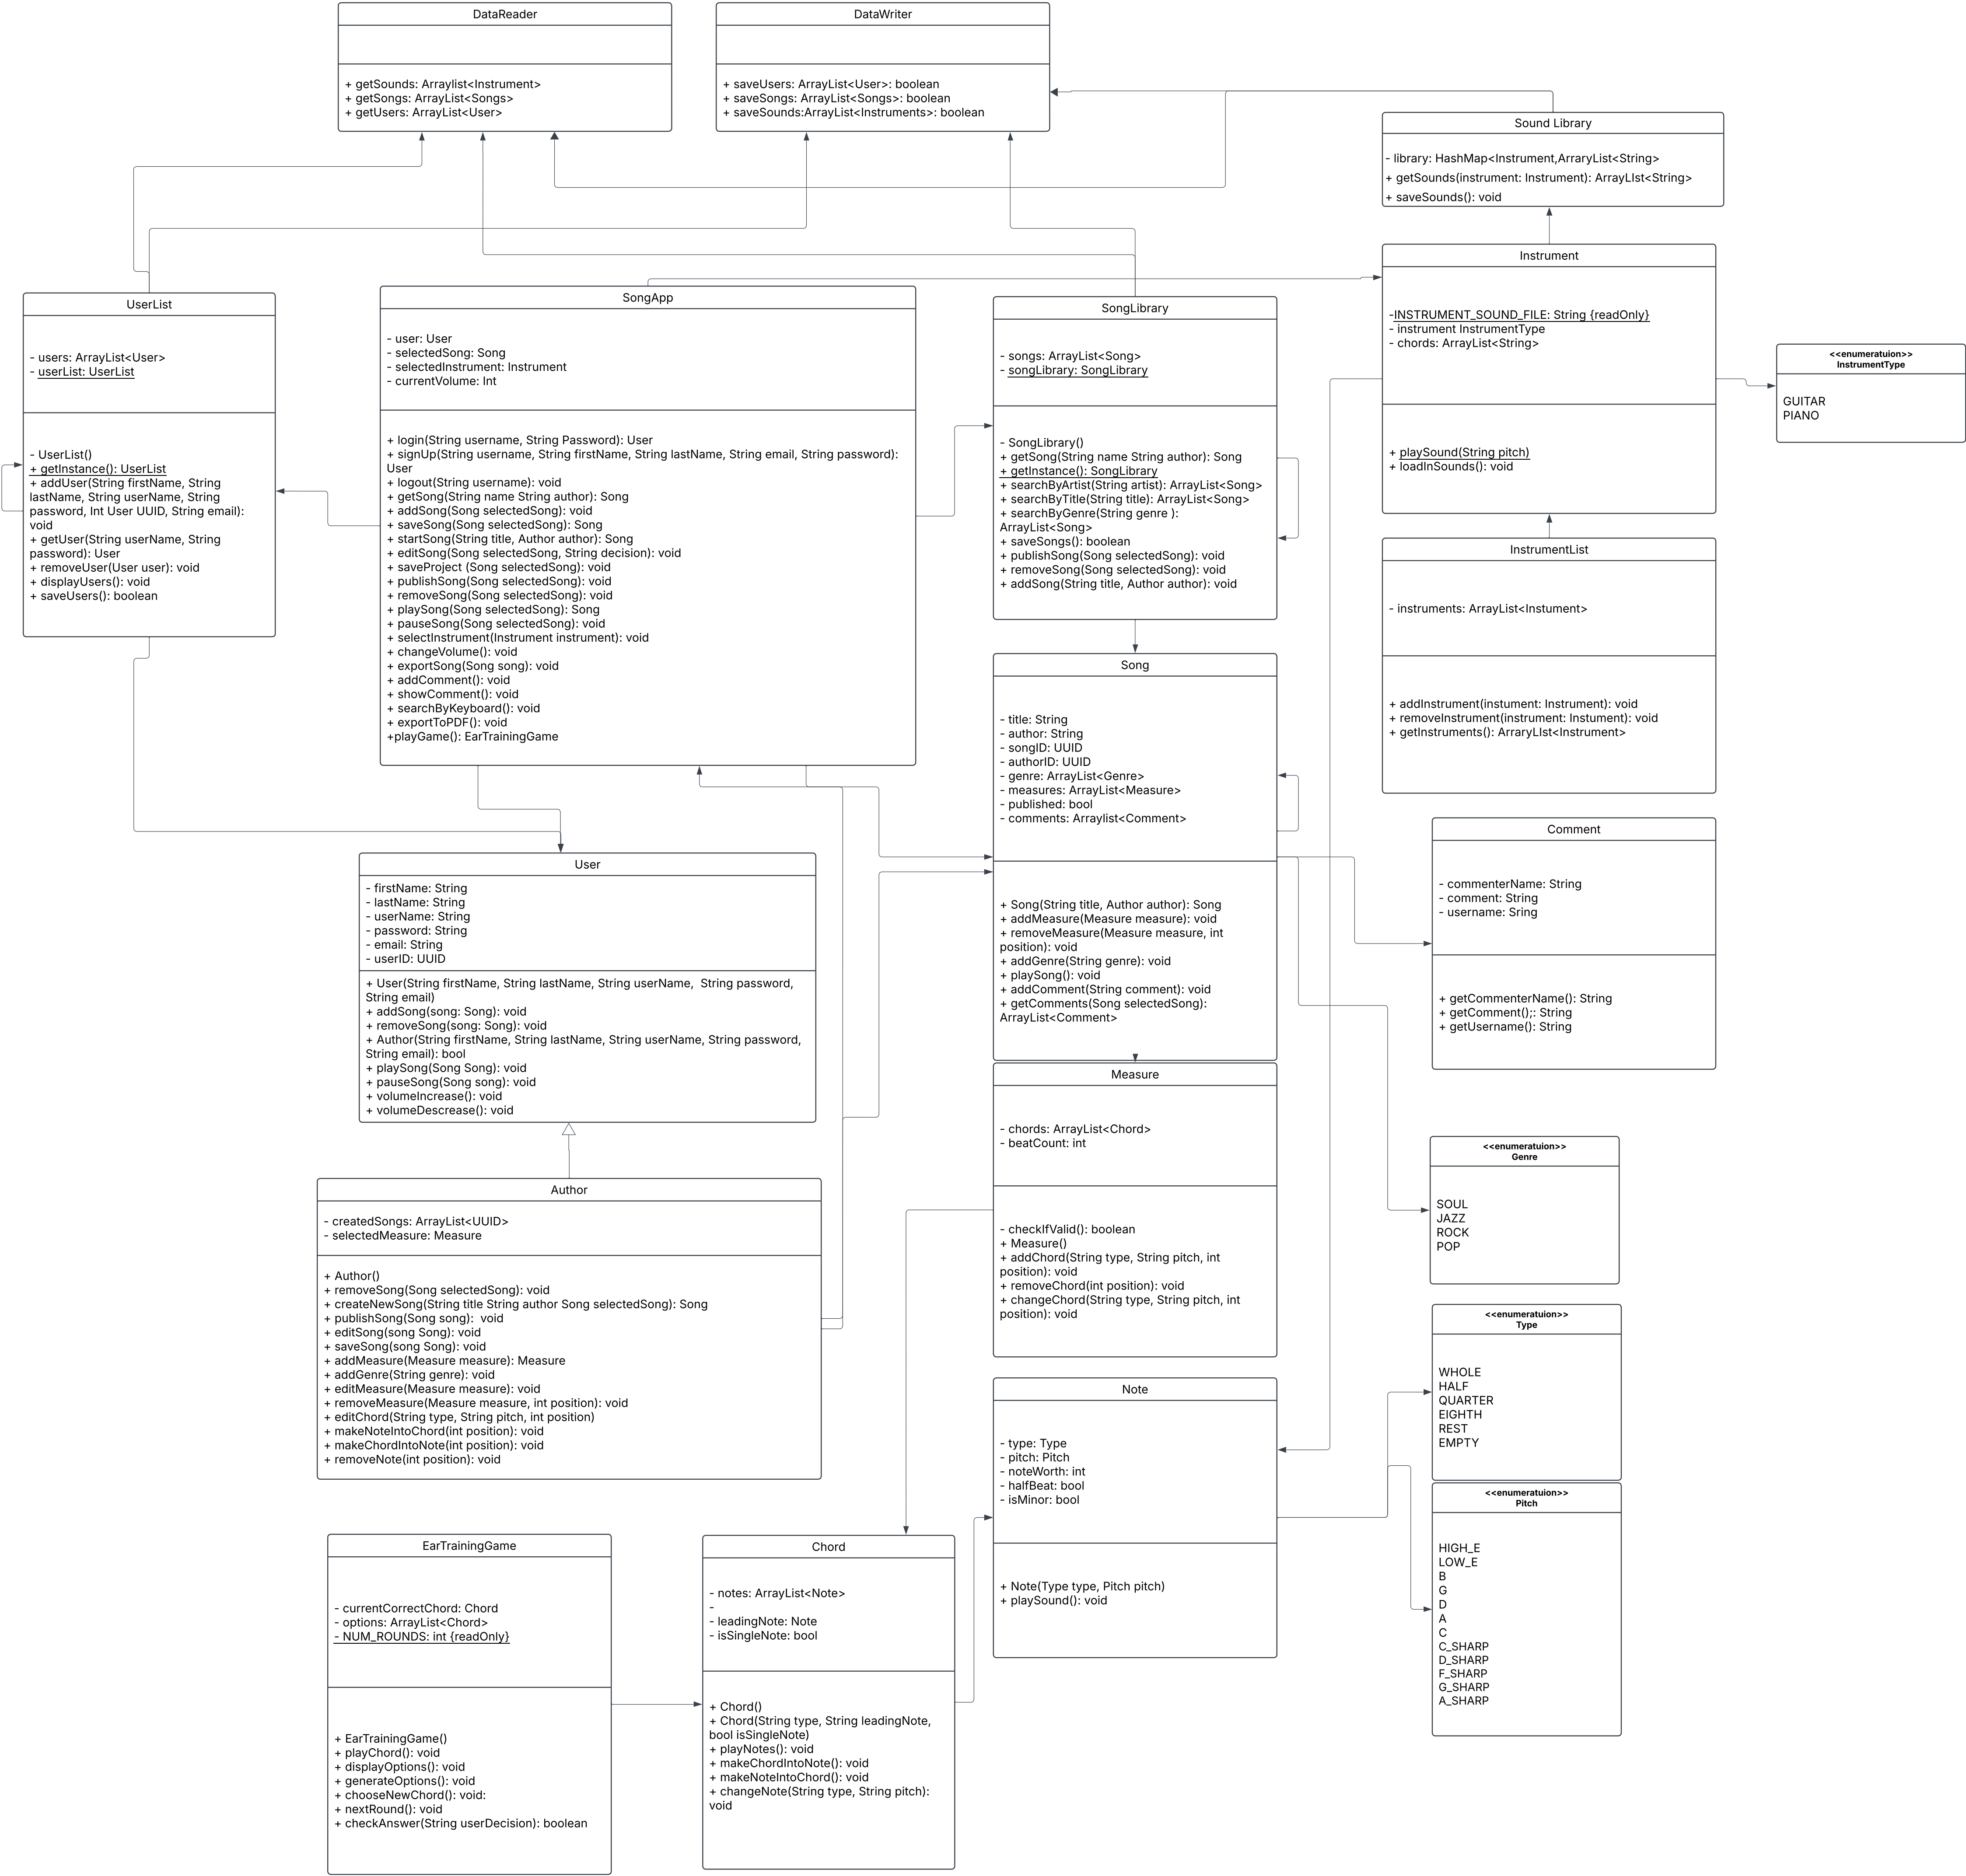 DataReader
+ getSounds: Arraylist<Instrument>
+ getSongs: ArrayList<Songs>
+ getUsers: ArrayList<User>
DataWriter
+ saveUsers: ArrayList<User>: boolean
+ saveSongs: ArrayList<Songs>: boolean
+ saveSounds:ArrayList<Instruments>: boolean
Sound Library
- library: HashMap<Instrument,ArraryList<String>
+ getSounds(instrument: Instrument): ArrayLIst<String>
+ saveSounds(): void
UserList
- users: ArrayList<User>
- userList: UserList
- UserList()
+ getInstance(): UserList
+ addUser(String firstName, String
lastName, String userName, String
password, Int User UUID, String email):
void
+ getUser(String userName, String
password): User
+ removeUser(User user): void
+ displayUsers(): void
+ saveUsers(): boolean
SongApp
- user: User
- selectedSong: Song
- selectedInstrument: Instrument
- currentVolume: Int
+ login(String username, String Password): User
+ signUp(String username, String firstName, String lastName, String email, String password):
User
+ logout(String username): void
+ getSong(String name String author): Song
+ addSong(Song selectedSong): void
+ saveSong(Song selectedSong): Song
+ startSong(String title, Author author): Song
+ editSong(Song selectedSong, String decision): void
+ saveProject (Song selectedSong): void
+ publishSong(Song selectedSong): void
+ removeSong(Song selectedSong): void
+ playSong(Song selectedSong): Song
+ pauseSong(Song selectedSong): void
+ selectInstrument(Instrument instrument): void
+ changeVolume(): void
+ exportSong(Song song): void
+ addComment(): void
+ showComment(): void
+ searchByKeyboard(): void
+ exportToPDF(): void
+playGame(): EarTrainingGame
SongLibrary
- songs: ArrayList<Song>
- songLibrary: SongLibrary
- SongLibrary()
+ getSong(String name String author): Song
+ getInstance(): SongLibrary
+ searchByArtist(String artist): ArrayList<Song>
+ searchByTitle(String title): ArrayList<Song>
+ searchByGenre(String genre ):
ArrayList<Song>
+ saveSongs(): boolean
+ publishSong(Song selectedSong): void
+ removeSong(Song selectedSong): void
+ addSong(String title, Author author): void
Instrument
-INSTRUMENT_SOUND_FILE: String {readOnly}
- instrument InstrumentType
- chords: ArrayList<String>
+ playSound(String pitch)
+ loadInSounds(): void
<<enumeratuion>>
InstrumentType
GUITAR
PIANO
InstrumentList
- instruments: ArrayList<Instument>
+ addInstrument(instument: Instrument): void
+ removeInstrument(instrument: Instument): void
+ getInstruments(): ArraryLIst<Instrument>
Song
- title: String
- author: String
- songID: UUID
- authorID: UUID
- genre: ArrayList<Genre>
- measures: ArrayList<Measure>
- published: bool
- comments: Arraylist<Comment>
+ Song(String title, Author author): Song
+ addMeasure(Measure measure): void
+ removeMeasure(Measure measure, int
position): void
+ addGenre(String genre): void
+ playSong(): void
+ addComment(String comment): void
+ getComments(Song selectedSong):
ArrayList<Comment>
Comment
- commenterName: String
- comment: String
- username: Sring
+ getCommenterName(): String
+ getComment();: String
+ getUsername(): String
User
- firstName: String
- lastName: String
- userName: String
- password: String
- email: String
- userID: UUID
+ User(String firstName, String lastName, String userName,  String password,
String email)
+ addSong(song: Song): void
+ removeSong(song: Song): void
+ Author(String firstName, String lastName, String userName, String password,
String email): bool
+ playSong(Song Song): void
+ pauseSong(Song song): void
+ volumeIncrease(): void
+ volumeDescrease(): void
Measure
- chords: ArrayList<Chord>
- beatCount: int
- checkIfValid(): boolean
+ Measure()
+ addChord(String type, String pitch, int
position): void
+ removeChord(int position): void
+ changeChord(String type, String pitch, int
position): void
<<enumeratuion>>
Genre
SOUL
JAZZ
ROCK
POP
Author
- createdSongs: ArrayList<UUID>
- selectedMeasure: Measure
+ Author()
+ removeSong(Song selectedSong): void
+ createNewSong(String title String author Song selectedSong): Song
+ publishSong(Song song):  void
+ editSong(song Song): void
+ saveSong(song Song): void
+ addMeasure(Measure measure): Measure
+ addGenre(String genre): void
+ editMeasure(Measure measure): void
+ removeMeasure(Measure measure, int position): void
+ editChord(String type, String pitch, int position)
+ makeNoteIntoChord(int position): void
+ makeChordIntoNote(int position): void
+ removeNote(int position): void
<<enumeratuion>>
Type
WHOLE
HALF
QUARTER
EIGHTH
REST
EMPTY
Note
- type: Type
- pitch: Pitch
- noteWorth: int
- halfBeat: bool
- isMinor: bool
+ Note(Type type, Pitch pitch)
+ playSound(): void
<<enumeratuion>>
Pitch
HIGH_E
LOW_E
B
G
D
A
C
C_SHARP
D_SHARP
F_SHARP
G_SHARP
A_SHARP
EarTrainingGame
- currentCorrectChord: Chord
- options: ArrayList<Chord>
- NUM_ROUNDS: int {readOnly}
+ EarTrainingGame()
+ playChord(): void
+ displayOptions(): void
+ generateOptions(): void
+ chooseNewChord(): void:
+ nextRound(): void
+ checkAnswer(String userDecision): boolean
Chord
- notes: ArrayList<Note>
-
- leadingNote: Note
- isSingleNote: bool
+ Chord()
+ Chord(String type, String leadingNote,
bool isSingleNote)
+ playNotes(): void
+ makeChordIntoNote(): void
+ makeNoteIntoChord(): void
+ changeNote(String type, String pitch):
void